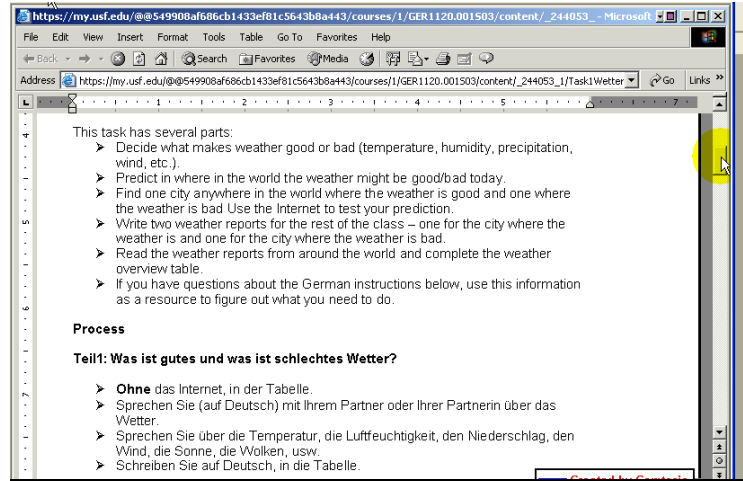 https://my.usf.edu/@@549908af686cb1433ef81c5643b8a443/courses/1/GER1120.001S03/content/_244053_ - Microsoft
File Edit View Insert Format Tools Table Go To Favorites Help
Back Search Favorites Media
Address https://my.usf.edu/@@549908af686cb1433ef81c5643b8a443/courses/1/GER1120.001S03/content/_244053_1/Task1Wetter Go Links »
1 2 3 4 5 7
This task has several parts:
➢ Decide what makes weather good or bad (temperature, humidity, precipitation,
wind, etc.).
➢ Predict in where in the world the weather might be good/bad today.
➢ Find one city anywhere in the world where the weather is good and one where
the weather is bad Use the Internet to test your prediction.
➢ Write two weather reports for the rest of the class – one for the city where the
weather is and one for the city where the weather is bad.
➢ Read the weather reports from around the world and complete the weather
overview table.
➢ If you have questions about the German instructions below, use this information
as a resource to figure out what you need to do.
Process
Teil1: Was ist gutes und was ist schlechtes Wetter?
➢ Ohne das Internet, in der Tabelle.
➢ Sprechen Sie (auf Deutsch) mit Ihrem Partner oder Ihrer Partnerin über das
Wetter.
➢ Sprechen Sie über die Temperatur, die Luftfeuchtigkeit, den Niederschlag, den
Wind, die Sonne, die Wolken, usw.
➢ Schreiben Sie auf Deutsch, in die Tabelle.
Created by Camtasia